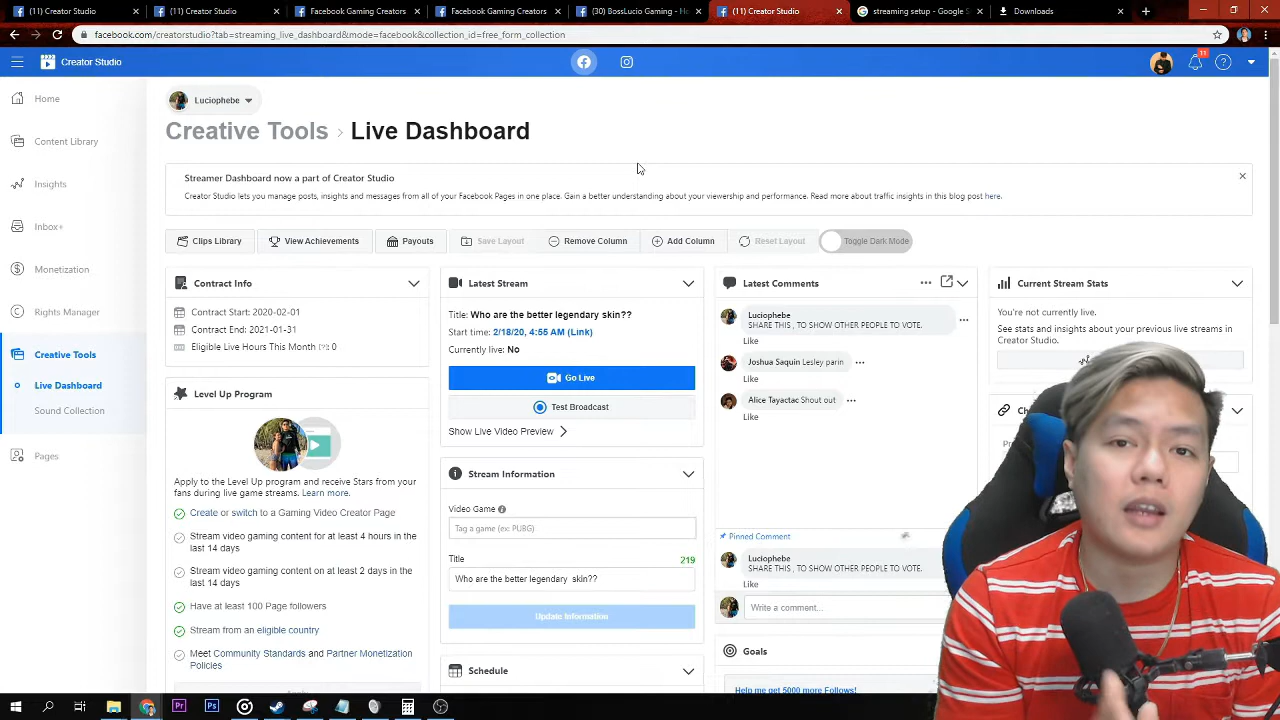 (11) Creator Studio
(11) Creator Studio
Facebook Gaming Creators
Facebook Gaming Creators
(30) BossLucio Gaming - H
(11) Creator Studio
streaming setup - Google S
Downloads
facebook.com/creatorstudio?tab=streaming_live_dashboard&mode=facebook&collection_id=free_form_collection
Creator Studio
11
Home
Content Library
Insights
Inbox+
Monetization
Rights Manager
Creative Tools
Live Dashboard
Sound Collection
Pages
Luciophebe
Creative Tools > Live Dashboard
Streamer Dashboard now a part of Creator Studio
Creator Studio lets you manage posts, insights and messages from all of your Facebook Pages in one place. Gain a better understanding about your viewership and performance. Read more about traffic insights in this blog post here.
Clips Library
View Achievements
Payouts
Save Layout
Remove Column
Add Column
Reset Layout
Toggle Dark Mode
Contract Info
Contract Start: 2020-02-01
Contract End: 2021-01-31
Eligible Live Hours This Month [?]: 0
Level Up Program
Apply to the Level Up program and receive Stars from your
fans during live game streams. Learn more.
Create or switch to a Gaming Video Creator Page
Stream video gaming content for at least 4 hours in the
last 14 days
Stream video gaming content on at least 2 days in the
last 14 days
Have at least 100 Page followers
Stream from an eligible country
Meet Community Standards and Partner Monetization
Policies
Apply
Latest Stream
Title: Who are the better legendary skin??
Start time: 2/18/20, 4:55 AM (Link)
Currently live: No
Go Live
Test Broadcast
Show Live Video Preview
Stream Information
Video Game
Tag a game (ex: PUBG)
Title
219
Who are the better legendary skin??
Update Information
Schedule
Latest Comments
Luciophebe
SHARE THIS , TO SHOW OTHER PEOPLE TO VOTE.
Like
Joshua Saquin Lesley parin
Like
Alice Tayactac Shout out
Like
Pinned Comment
Luciophebe
SHARE THIS , TO SHOW OTHER PEOPLE TO VOTE.
Like
Write a comment...
Goals
Help me get 5000 more Follows!
Current Stream Stats
You're not currently live.
See stats and insights about your previous live streams in
Creator Studio.